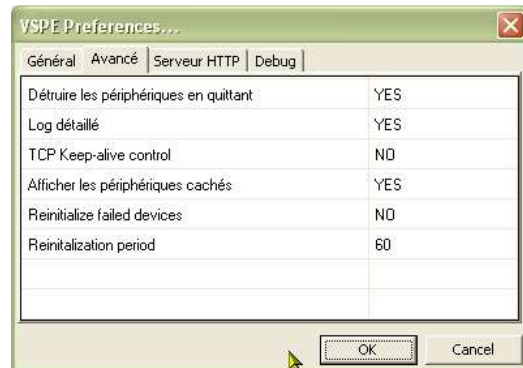 VSPE Preferences...
Général Avancé Serveur HTTP Debug
Détruire les périphériques en quittant YES
Log détaillé YES
TCP Keep-alive control NO
Afficher les périphériques cachés YES
Reinitialize failed devices NO
Reinitalization period 60
OK Cancel